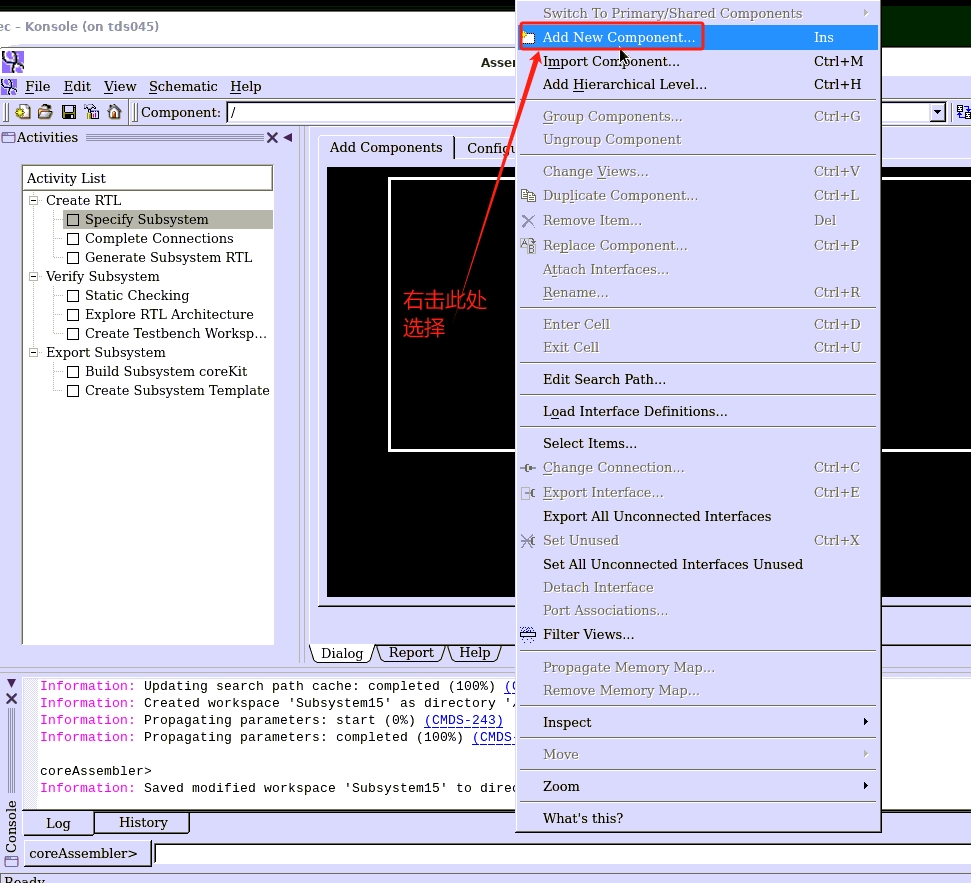 ec – Konsole (on tds045)
Asse
File Edit View Schematic Help
Component: /
Activities
Activity List
Create RTL
Specify Subsystem
Complete Connections
Generate Subsystem RTL
Verify Subsystem
Static Checking
Explore RTL Architecture
Create Testbench Worksp...
Export Subsystem
Build Subsystem coreKit
Create Subsystem Template
Add Components
右击此处
选择
Switch To Primary/Shared Components
Add New Component... Ins
Import Component... Ctrl+M
Add Hierarchical Level... Ctrl+H
Group Components... Ctrl+G
Ungroup Component
Change Views... Ctrl+V
Duplicate Component... Ctrl+L
Remove Item... Del
Replace Component... Ctrl+P
Attach Interfaces...
Rename... Ctrl+R
Enter Cell Ctrl+D
Exit Cell Ctrl+U
Edit Search Path...
Load Interface Definitions...
Select Items...
Change Connection... Ctrl+C
Export Interface... Ctrl+E
Export All Unconnected Interfaces
Set Unused Ctrl+X
Set All Unconnected Interfaces Unused
Detach Interface
Port Associations...
Filter Views...
Propagate Memory Map...
Remove Memory Map...
Inspect
Move
Zoom
What's this?
Dialog Report Help
Information: Updating search path cache: completed (100%) (
Information: Created workspace 'Subsystem15' as directory '
Information: Propagating parameters: start (0%) (CMDS-243)
Information: Propagating parameters: completed (100%) (CMDS-
coreAssembler>
Information: Saved modified workspace 'Subsystem15' to direc
Console
Log History
coreAssembler>
Ready